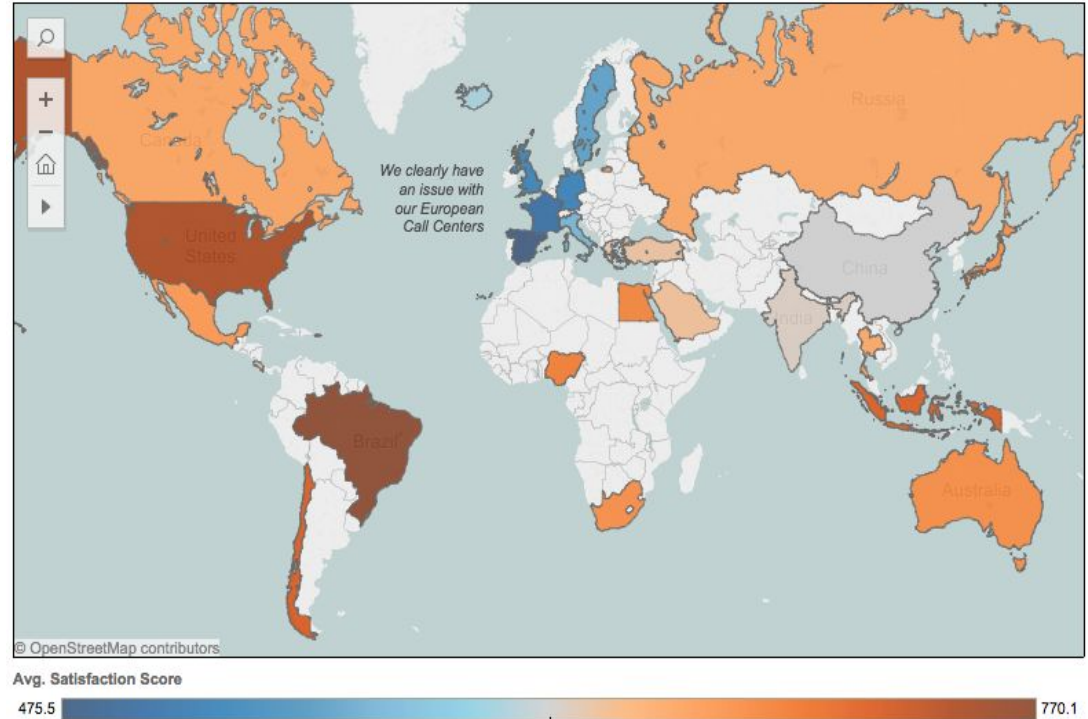 Canada
Russia
We clearly have
an issue with
our European
Call Centers
United
States
China
India
Brazil
Australia
© OpenStreetMap contributors
Avg. Satisfaction Score
475.5
770.1